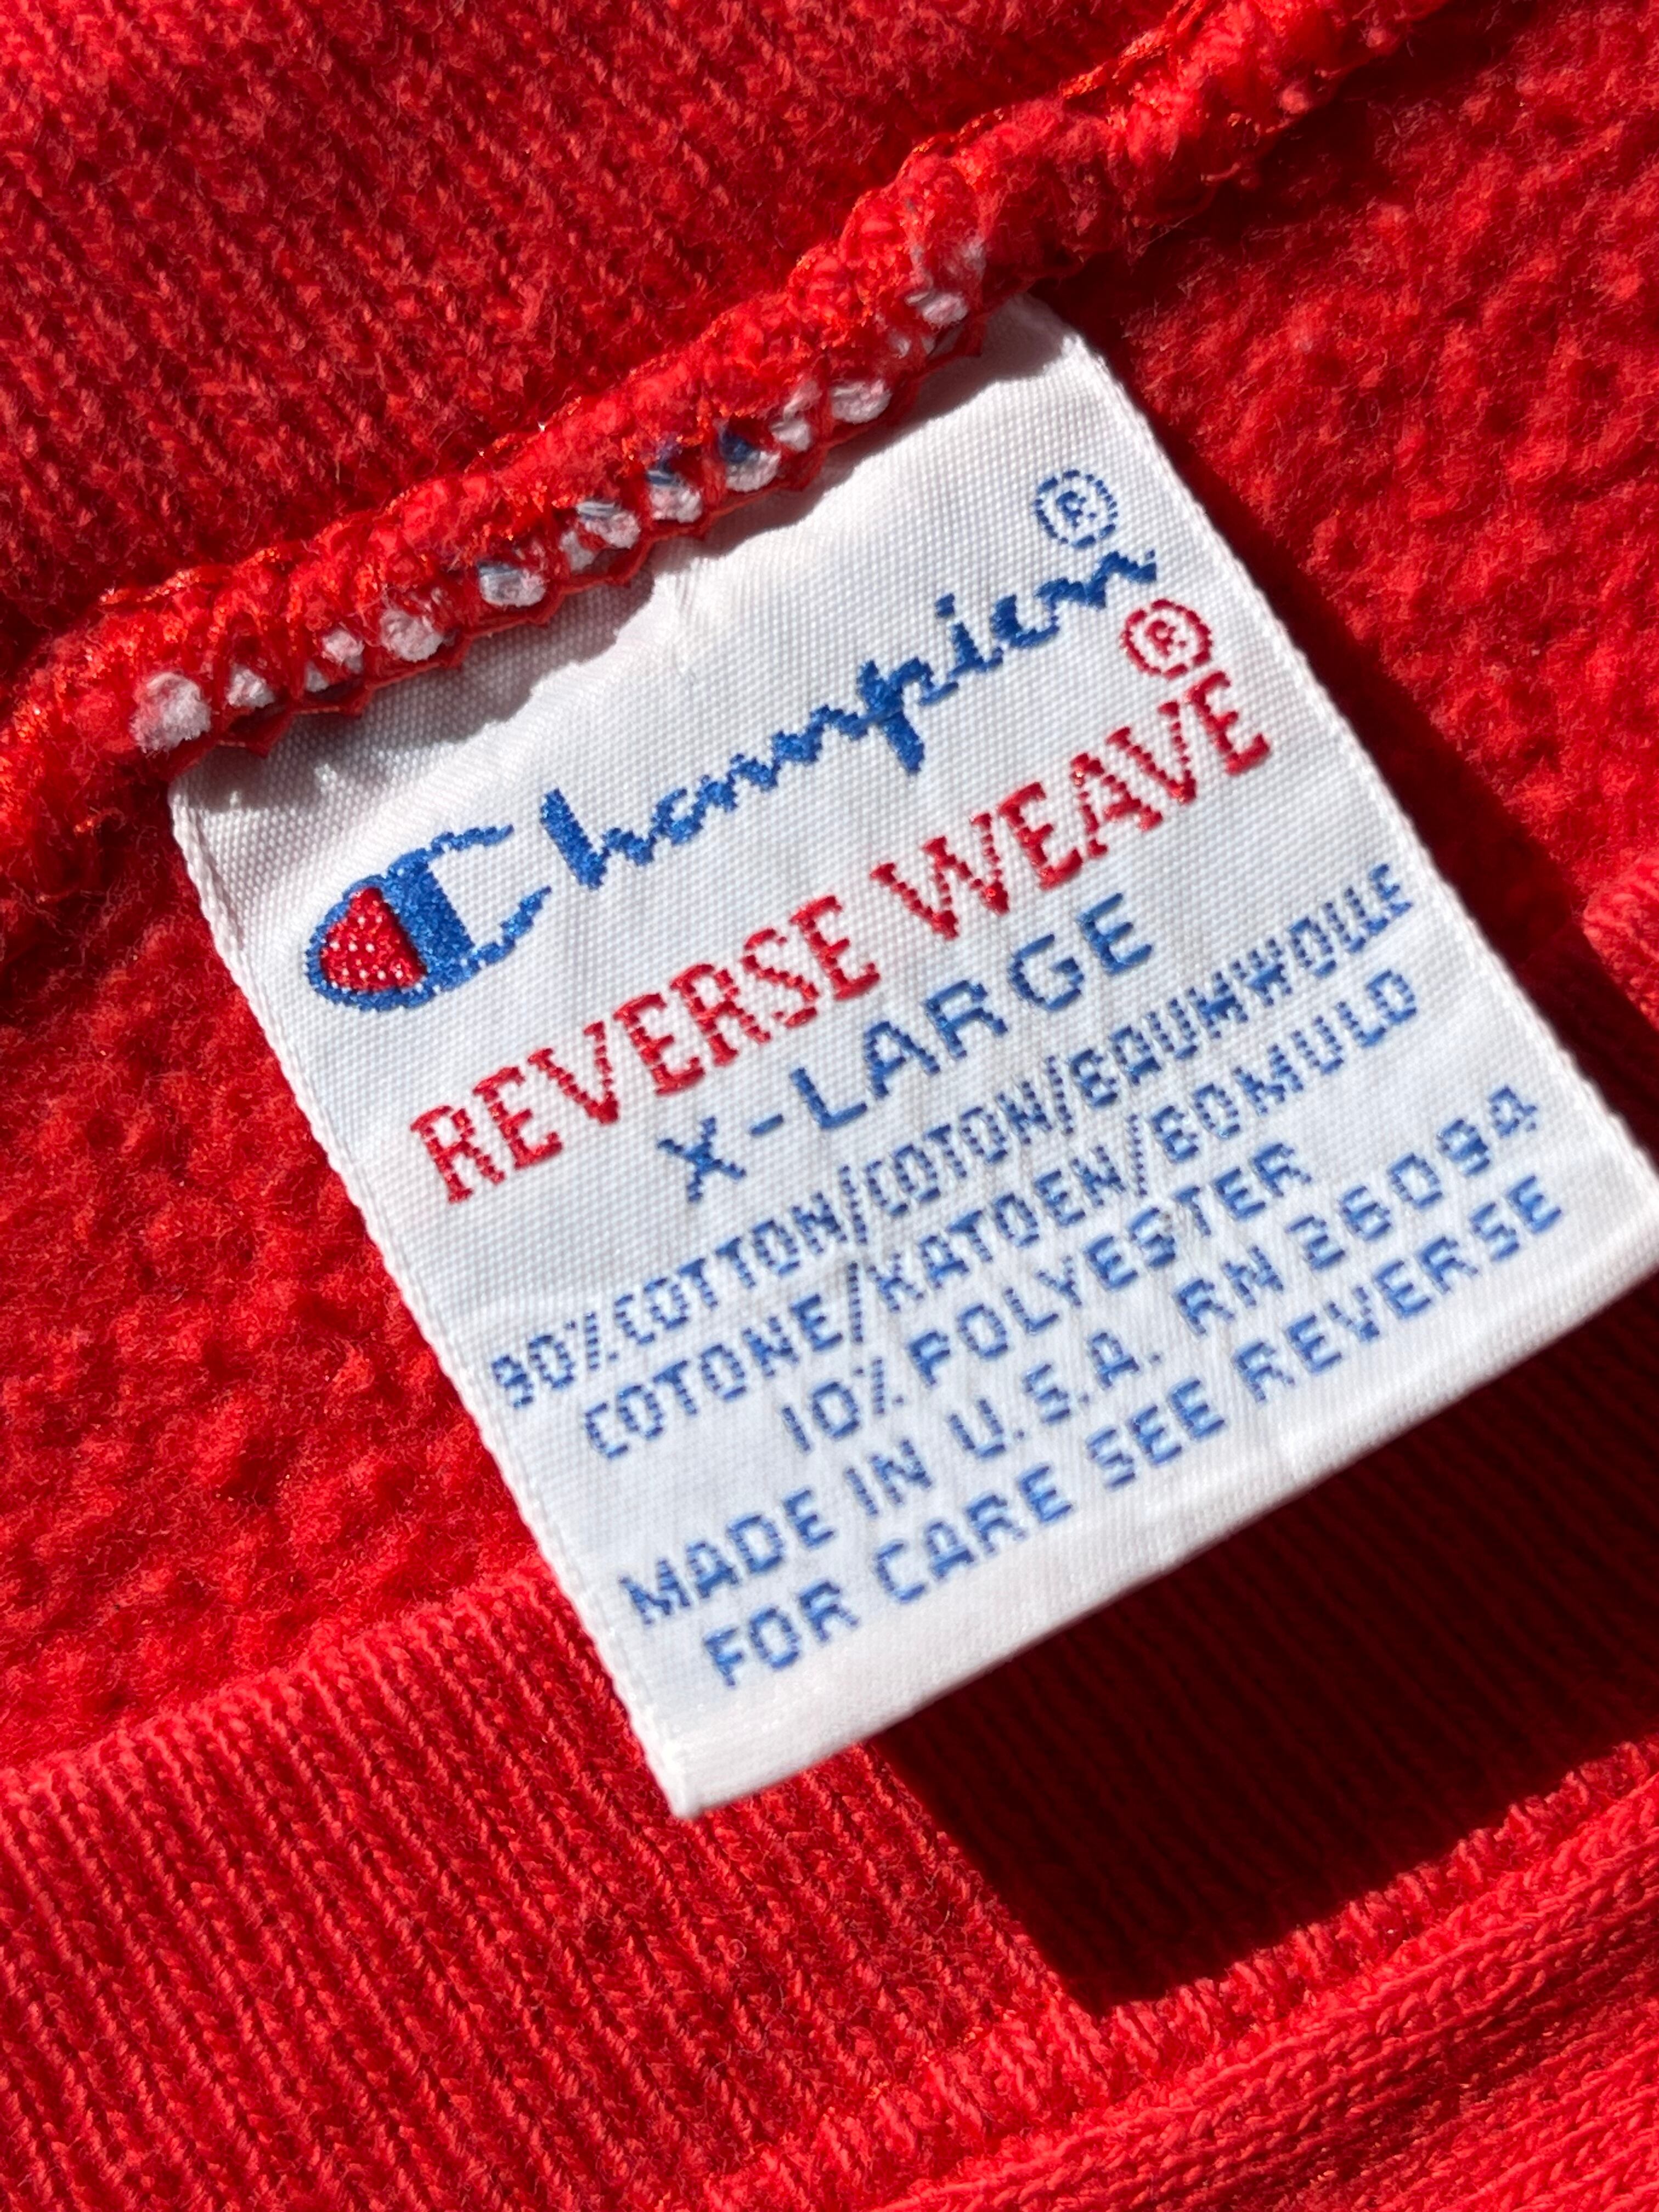 Champion®
REVERSE WEAVE®
X-LARGE
90% COTTON/COTON/BAUMWOLLE
COTONE/KATOEN/BOMULD
10% POLYESTER
MADE IN U.S.A. RN 26094
FOR CARE SEE REVERSE